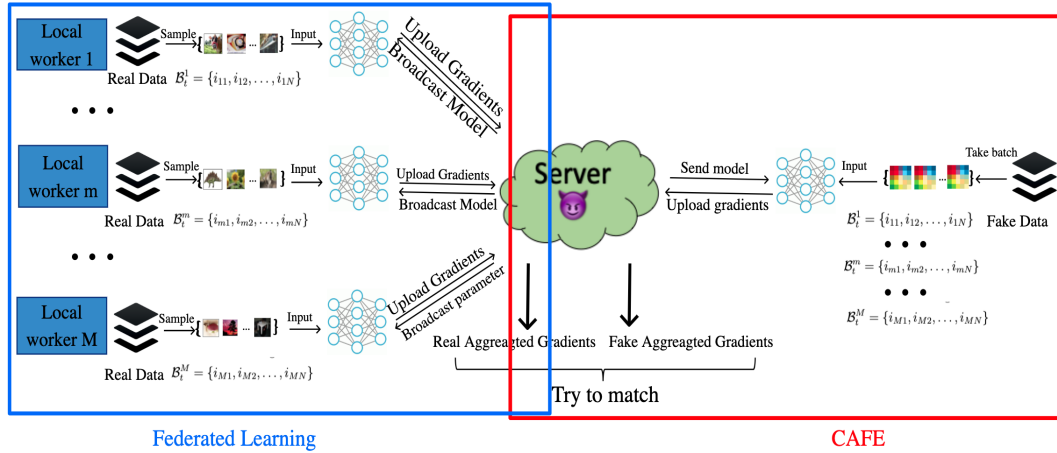 Local
worker 1
Real Data
Sample
{ ... }
Input
$\mathcal{B}_t^1 = \{i_{11}, i_{12}, \ldots, i_{1N}\}$
Upload Gradients
Broadcast Model
• • •
Local
worker m
Real Data
Sample
{ ... }
Input
$\mathcal{B}_t^m = \{i_{m1}, i_{m2}, \ldots, i_{mN}\}$
Upload Gradients
Broadcast Model
• • •
Local
worker M
Real Data
Sample
{ ... }
Input
$\mathcal{B}_t^M = \{i_{M1}, i_{M2}, \ldots, i_{MN}\}$
Upload Gradients
Broadcast parameter
Server
Send model
Upload gradients
Input
{ ... }
Take batch
Fake Data
$\mathcal{B}_t^1 = \{i_{11}, i_{12}, \ldots, i_{1N}\}$
• • •
$\mathcal{B}_t^m = \{i_{m1}, i_{m2}, \ldots, i_{mN}\}$
• • •
$\mathcal{B}_t^M = \{i_{M1}, i_{M2}, \ldots, i_{MN}\}$
Real Aggreagted Gradients
Fake Aggreagted Gradients
Try to match
Federated Learning
CAFE